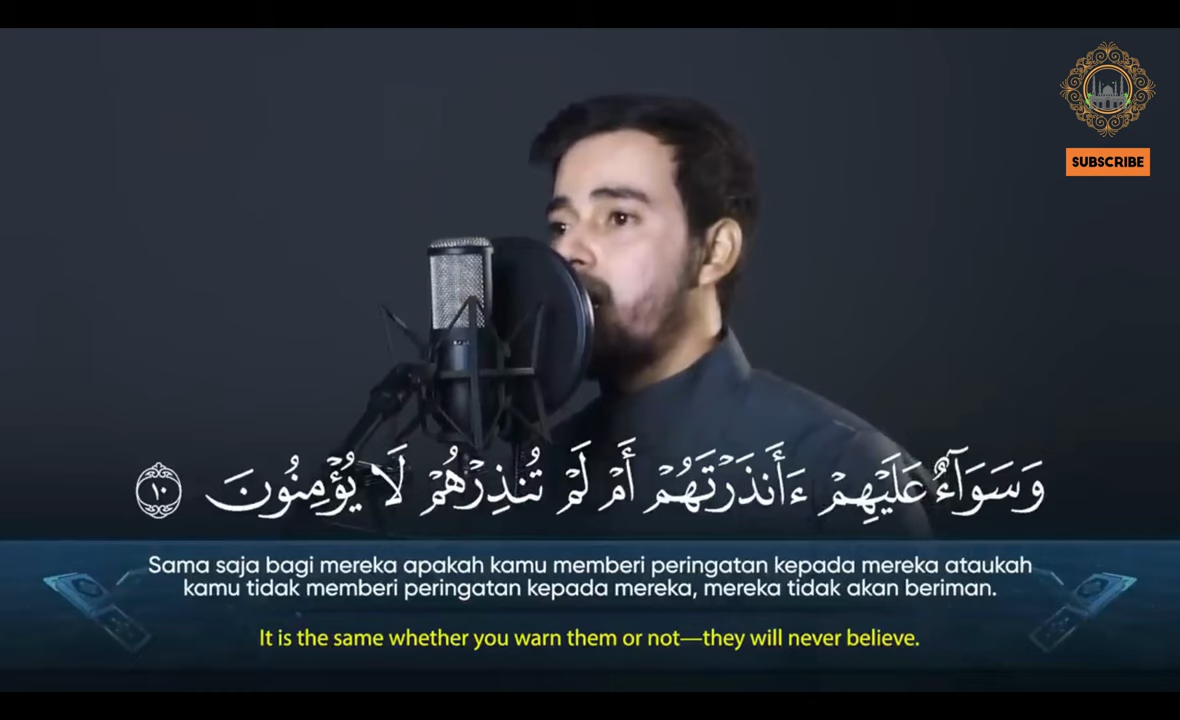 SUBSCRIBE
وَسَوَآءٌ عَلَيْهِمْ ءَأَنذَرْتَهُمْ أَمْ لَمْ تُنذِرْهُمْ لَا يُؤْمِنُونَ ١٠
Sama saja bagi mereka apakah kamu memberi peringatan kepada mereka ataukah
kamu tidak memberi peringatan kepada mereka, mereka tidak akan beriman.
It is the same whether you warn them or not—they will never believe.